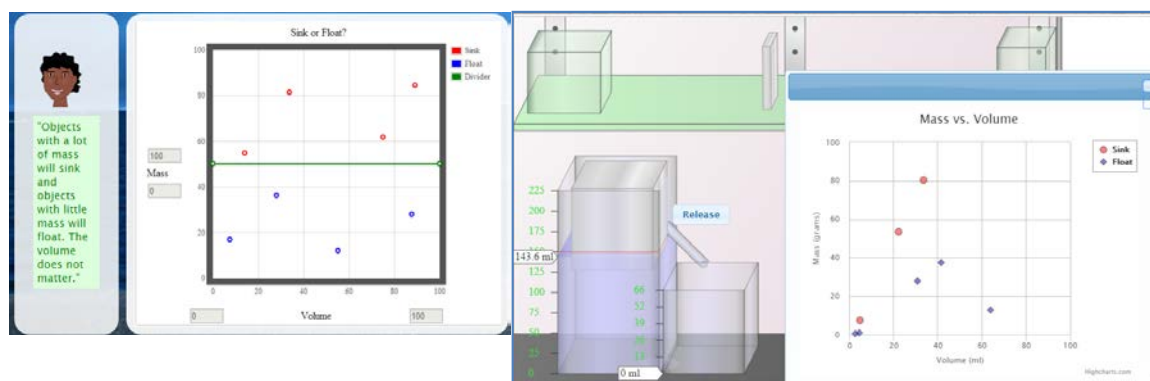 "Objects
with a lot
of mass
will sink
and
objects
with little
mass will
float. The
volume
does not
matter."
Sink or Float?
Sink
Float
Divider
100
80
60
40
20
0
100
Mass
0
0 20 40 60 80 100
0 Volume 100
225
200
175
143.6 ml
125
100
75
50
25
0
Release
66
52
39
26
13
0 ml
Mass vs. Volume
Sink
Float
Mass (grams)
100
80
60
40
20
0
0 20 40 60 80 100
Volume (ml)
Highcharts.com